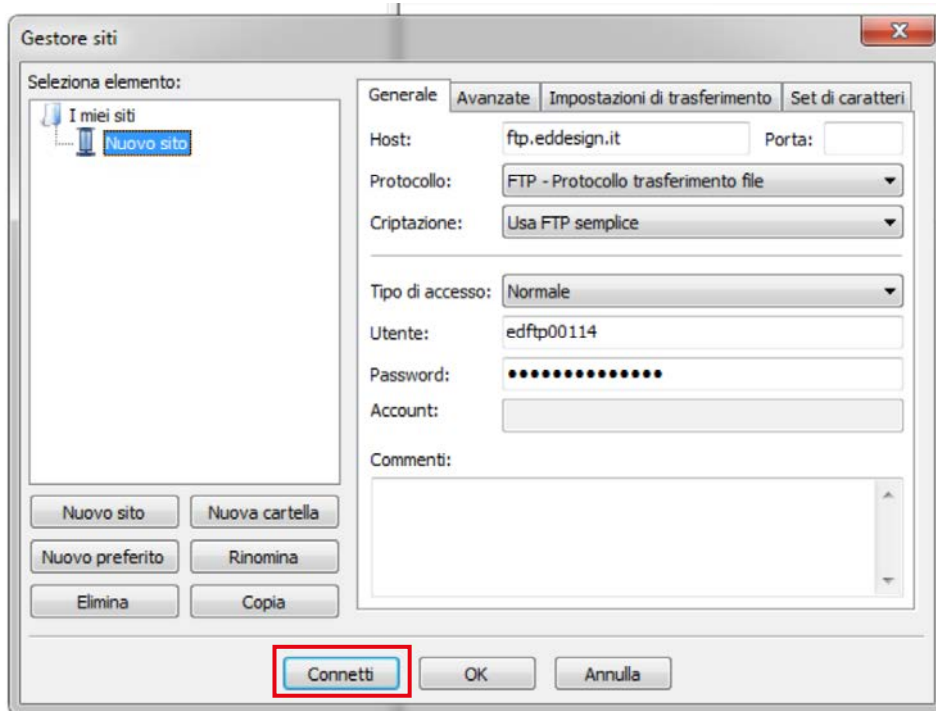 Gestore siti
Seleziona elemento:
I miei siti
Nuovo sito
Nuovo sito Nuova cartella
Nuovo preferito Rinomina
Elimina Copia
Generale Avanzate Impostazioni di trasferimento Set di caratteri
Host: ftp.eddesign.it Porta:
Protocollo: FTP - Protocollo trasferimento file
Criptazione: Usa FTP semplice
Tipo di accesso: Normale
Utente: edftp00114
Password: ••••••••••••••
Account:
Commenti:
Connetti OK Annulla